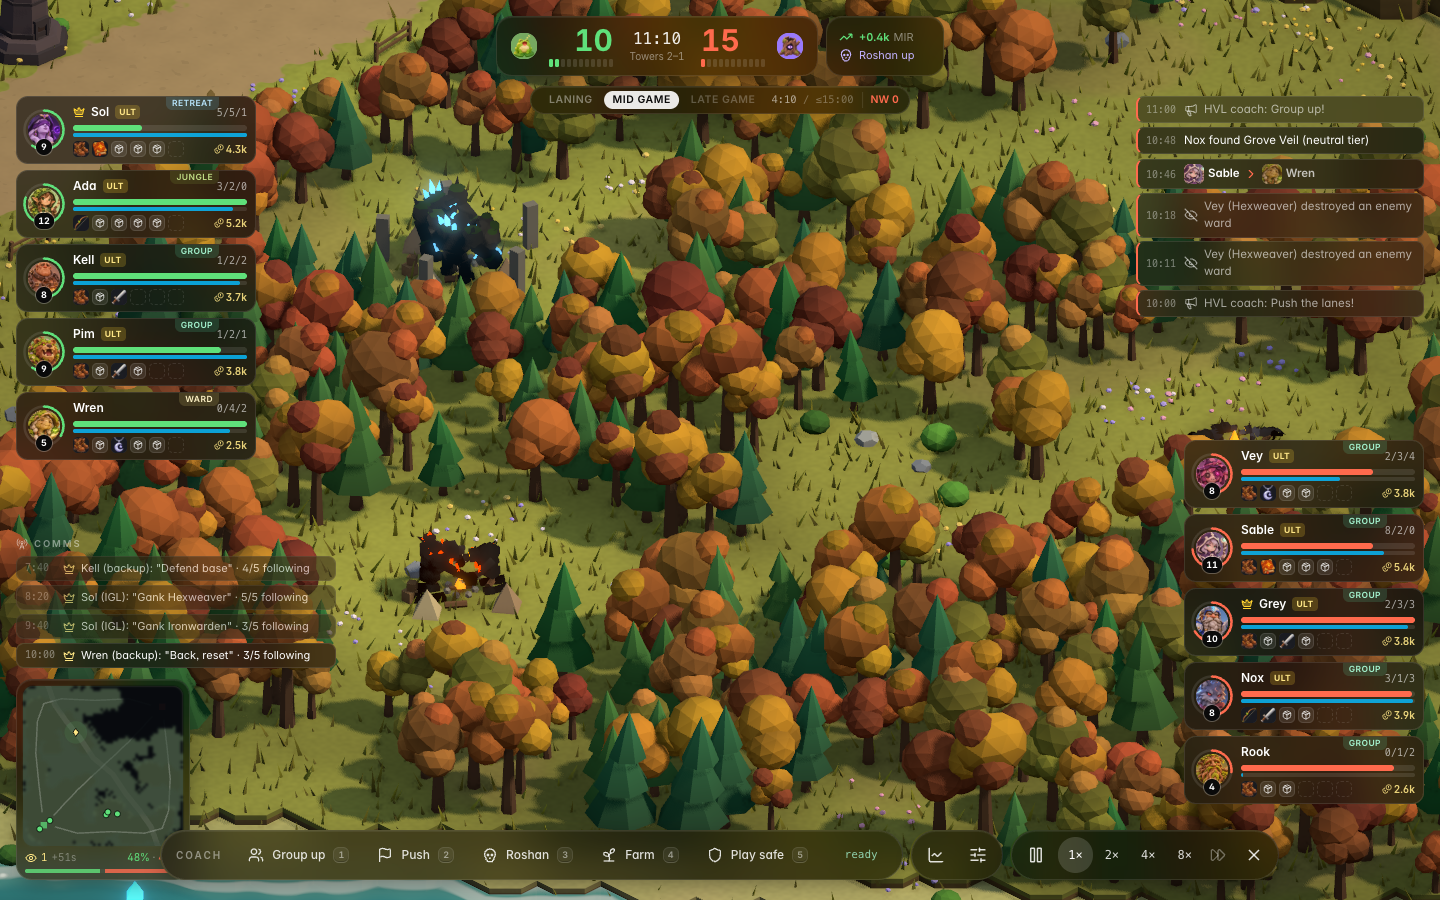 10
11:10
15
Towers 2–1
+0.4k MIR
Roshan up
LANING
MID GAME
LATE GAME
4:10 / ≤15:00
NW 0
RETREAT
Sol ULT 5/5/1
9
4.3k
JUNGLE
Ada ULT 3/2/0
12
5.2k
GROUP
Kell ULT 1/2/2
8
3.7k
GROUP
Pim ULT 1/2/1
9
3.8k
WARD
Wren 0/4/2
5
2.5k
11:00 HVL coach: Group up!
10:48 Nox found Grove Veil (neutral tier)
10:46 Sable > Wren
10:18 Vey (Hexweaver) destroyed an enemy
ward
10:11 Vey (Hexweaver) destroyed an enemy
ward
10:00 HVL coach: Push the lanes!
GROUP
Vey ULT 2/3/4
8
3.8k
GROUP
Sable ULT 8/2/0
11
5.4k
GROUP
Grey ULT 2/3/3
10
3.8k
GROUP
Nox ULT 3/1/3
8
3.9k
GROUP
Rook 0/1/2
4
2.6k
COMMS
7:40 Kell (backup): "Defend base" · 4/5 following
8:20 Sol (IGL): "Gank Hexweaver" · 5/5 following
9:40 Sol (IGL): "Gank Ironwarden" · 3/5 following
10:00 Wren (backup): "Back, reset" · 3/5 following
1 +51s 48%
COACH
Group up 1
Push 2
Roshan 3
Farm 4
Play safe 5
ready
1×
2×
4×
8×